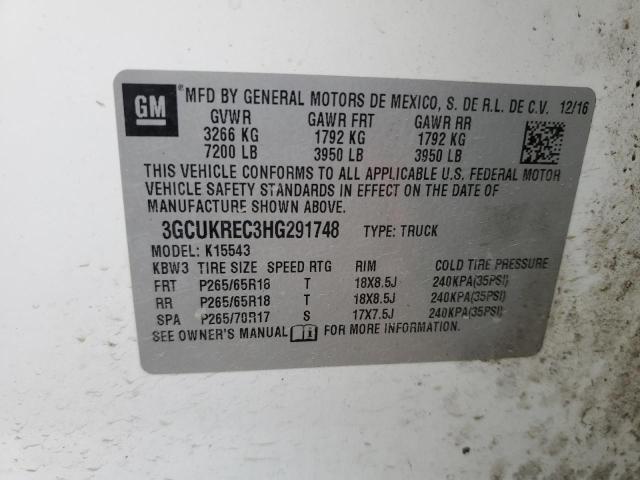 GM ® MFD BY GENERAL MOTORS DE MEXICO, S. DE R.L. DE C.V. 12/16
GVWR GAWR FRT GAWR RR
3266 KG 1792 KG 1792 KG
7200 LB 3950 LB 3950 LB
THIS VEHICLE CONFORMS TO ALL APPLICABLE U.S. FEDERAL MOTOR
VEHICLE SAFETY STANDARDS IN EFFECT ON THE DATE OF
MANUFACTURE SHOWN ABOVE.
3GCUKREC3HG291748 TYPE: TRUCK
MODEL: K15543
KBW3 TIRE SIZE SPEED RTG RIM COLD TIRE PRESSURE
FRT P265/65R18 T 18X8.5J 240KPA(35PSI)
RR P265/65R18 T 18X8.5J 240KPA(35PSI)
SPA P265/70R17 S 17X7.5J 240KPA(35PSI)
SEE OWNER'S MANUAL FOR MORE INFORMATION.